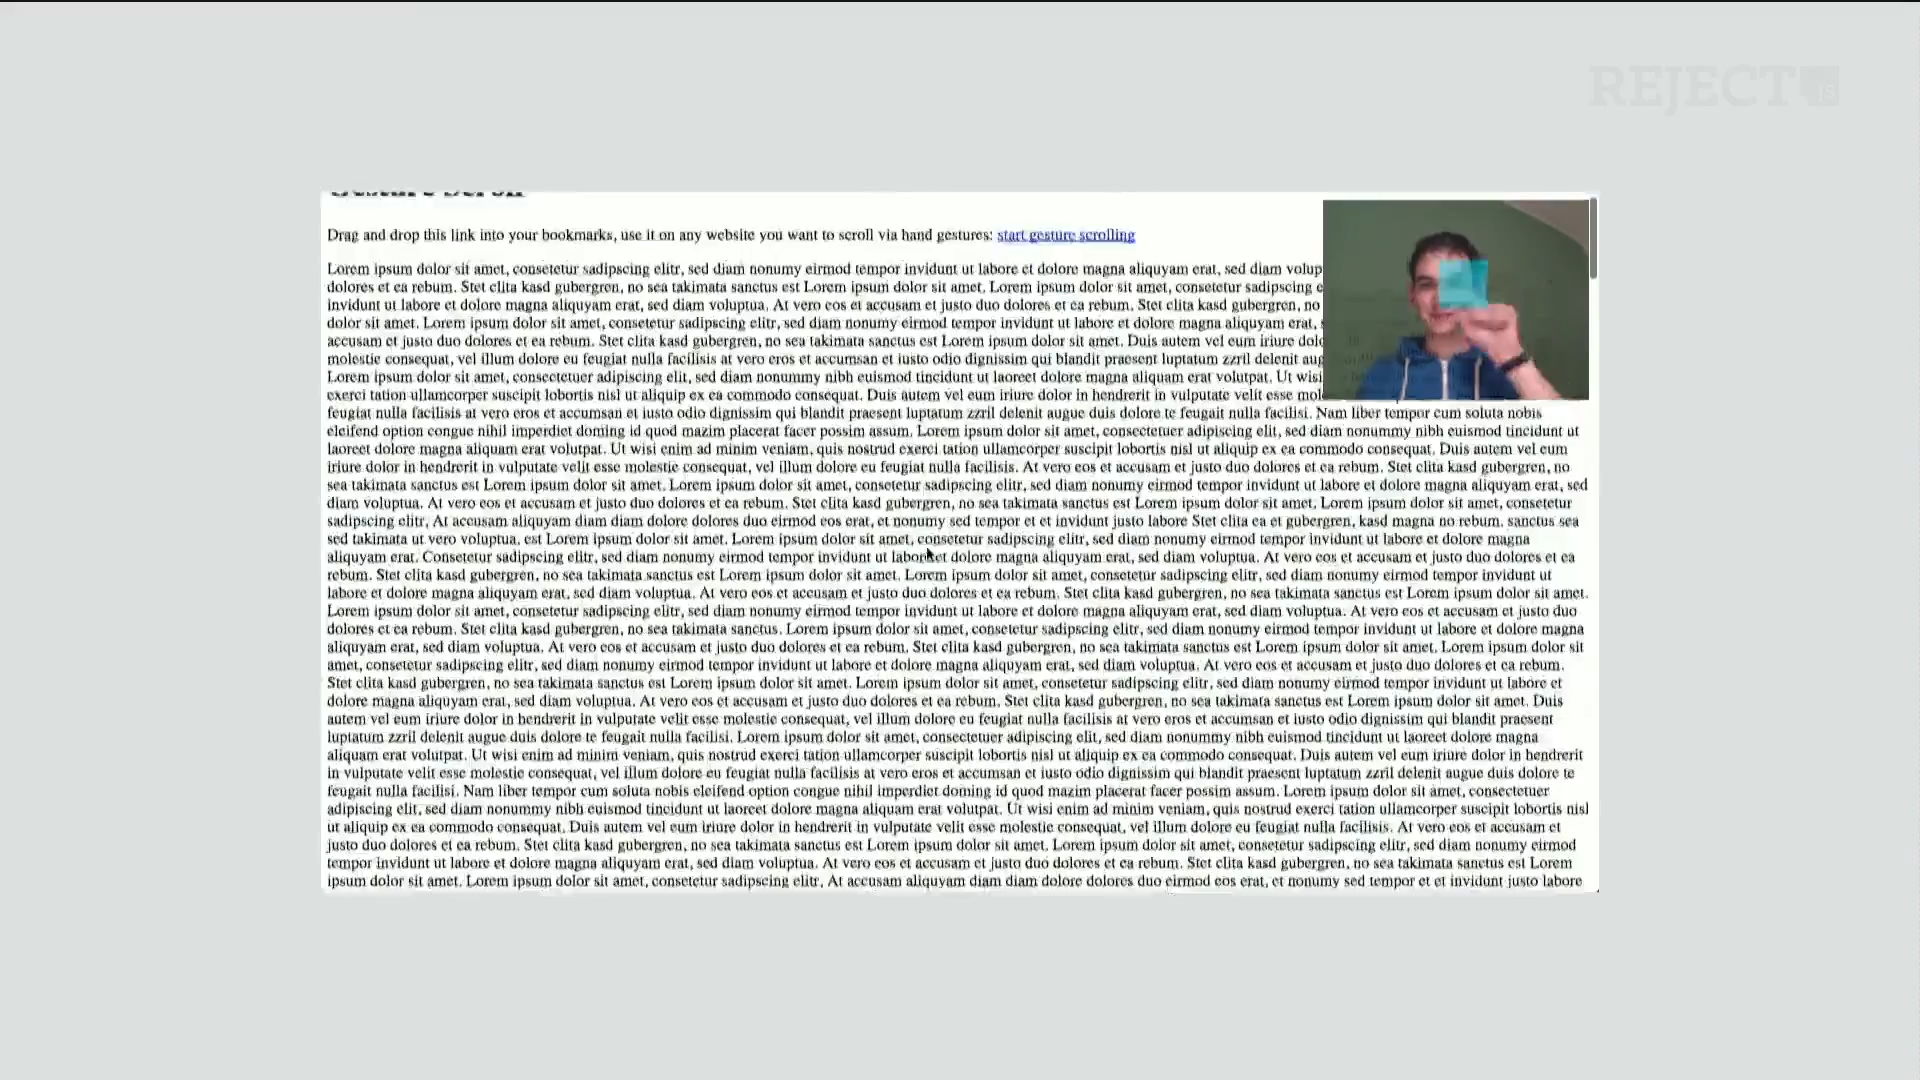 REJECT JS
Gesture Scroll
Drag and drop this link into your bookmarks, use it on any website you want to scroll via hand gestures: start gesture scrolling
Lorem ipsum dolor sit amet, consetetur sadipscing elitr, sed diam nonumy eirmod tempor invidunt ut labore et dolore magna aliquyam erat, sed diam volup
dolores et ea rebum. Stet clita kasd gubergren, no sea takimata sanctus est Lorem ipsum dolor sit amet. Lorem ipsum dolor sit amet, consetetur sadipscing e
invidunt ut labore et dolore magna aliquyam erat, sed diam voluptua. At vero eos et accusam et justo duo dolores et ea rebum. Stet clita kasd gubergren, no
dolor sit amet. Lorem ipsum dolor sit amet, consetetur sadipscing elitr, sed diam nonumy eirmod tempor invidunt ut labore et dolore magna aliquyam erat,
accusam et justo duo dolores et ea rebum. Stet clita kasd gubergren, no sea takimata sanctus est Lorem ipsum dolor sit amet. Duis autem vel eum iriure dolo
molestie consequat, vel illum dolore eu feugiat nulla facilisis at vero eros et accumsan et iusto odio dignissim qui blandit praesent luptatum zzril delenit aug
Lorem ipsum dolor sit amet, consectetuer adipiscing elit, sed diam nonummy nibh euismod tincidunt ut laoreet dolore magna aliquam erat volutpat. Ut wisi
exerci tation ullamcorper suscipit lobortis nisl ut aliquip ex ea commodo consequat. Duis autem vel eum iriure dolor in hendrerit in vulputate velit esse mol
feugiat nulla facilisis at vero eros et accumsan et iusto odio dignissim qui blandit praesent luptatum zzril delenit augue duis dolore te feugait nulla facilisi. Nam liber tempor cum soluta nobis
eleifend option congue nihil imperdiet doming id quod mazim placerat facer possim assum. Lorem ipsum dolor sit amet, consectetuer adipiscing elit, sed diam nonummy nibh euismod tincidunt ut
laoreet dolore magna aliquam erat volutpat. Ut wisi enim ad minim veniam, quis nostrud exerci tation ullamcorper suscipit lobortis nisl ut aliquip ex ea commodo consequat. Duis autem vel eum
iriure dolor in hendrerit in vulputate velit esse molestie consequat, vel illum dolore eu feugiat nulla facilisis. At vero eos et accusam et justo duo dolores et ea rebum. Stet clita kasd gubergren, no
sea takimata sanctus est Lorem ipsum dolor sit amet. Lorem ipsum dolor sit amet, consetetur sadipscing elitr, sed diam nonumy eirmod tempor invidunt ut labore et dolore magna aliquyam erat, sed
diam voluptua. At vero eos et accusam et justo duo dolores et ea rebum. Stet clita kasd gubergren, no sea takimata sanctus est Lorem ipsum dolor sit amet. Lorem ipsum dolor sit amet, consetetur
sadipscing elitr, At accusam aliquyam diam diam dolore dolores duo eirmod eos erat, et nonumy sed tempor et et invidunt justo labore Stet clita ea et gubergren, kasd magna no rebum. sanctus sea
sed takimata ut vero voluptua. est Lorem ipsum dolor sit amet. Lorem ipsum dolor sit amet, consetetur sadipscing elitr, sed diam nonumy eirmod tempor invidunt ut labore et dolore magna
aliquyam erat. Consetetur sadipscing elitr, sed diam nonumy eirmod tempor invidunt ut labore et dolore magna aliquyam erat, sed diam voluptua. At vero eos et accusam et justo duo dolores et ea
rebum. Stet clita kasd gubergren, no sea takimata sanctus est Lorem ipsum dolor sit amet. Lorem ipsum dolor sit amet, consetetur sadipscing elitr, sed diam nonumy eirmod tempor invidunt ut
labore et dolore magna aliquyam erat, sed diam voluptua. At vero eos et accusam et justo duo dolores et ea rebum. Stet clita kasd gubergren, no sea takimata sanctus est Lorem ipsum dolor sit amet.
Lorem ipsum dolor sit amet, consetetur sadipscing elitr, sed diam nonumy eirmod tempor invidunt ut labore et dolore magna aliquyam erat, sed diam voluptua. At vero eos et accusam et justo duo
dolores et ea rebum. Stet clita kasd gubergren, no sea takimata sanctus. Lorem ipsum dolor sit amet, consetetur sadipscing elitr, sed diam nonumy eirmod tempor invidunt ut labore et dolore magna
aliquyam erat, sed diam voluptua. At vero eos et accusam et justo duo dolores et ea rebum. Stet clita kasd gubergren, no sea takimata sanctus est Lorem ipsum dolor sit amet. Lorem ipsum dolor sit
amet, consetetur sadipscing elitr, sed diam nonumy eirmod tempor invidunt ut labore et dolore magna aliquyam erat, sed diam voluptua. At vero eos et accusam et justo duo dolores et ea rebum.
Stet clita kasd gubergren, no sea takimata sanctus est Lorem ipsum dolor sit amet. Lorem ipsum dolor sit amet, consetetur sadipscing elitr, sed diam nonumy eirmod tempor invidunt ut labore et
dolore magna aliquyam erat, sed diam voluptua. At vero eos et accusam et justo duo dolores et ea rebum. Stet clita kasd gubergren, no sea takimata sanctus est Lorem ipsum dolor sit amet. Duis
autem vel eum iriure dolor in hendrerit in vulputate velit esse molestie consequat, vel illum dolore eu feugiat nulla facilisis at vero eros et accumsan et iusto odio dignissim qui blandit praesent
luptatum zzril delenit augue duis dolore te feugait nulla facilisi. Lorem ipsum dolor sit amet, consectetuer adipiscing elit, sed diam nonummy nibh euismod tincidunt ut laoreet dolore magna
aliquam erat volutpat. Ut wisi enim ad minim veniam, quis nostrud exerci tation ullamcorper suscipit lobortis nisl ut aliquip ex ea commodo consequat. Duis autem vel eum iriure dolor in hendrerit
in vulputate velit esse molestie consequat, vel illum dolore eu feugiat nulla facilisis at vero eros et accumsan et iusto odio dignissim qui blandit praesent luptatum zzril delenit augue duis dolore te
feugait nulla facilisi. Nam liber tempor cum soluta nobis eleifend option congue nihil imperdiet doming id quod mazim placerat facer possim assum. Lorem ipsum dolor sit amet, consectetuer
adipiscing elit, sed diam nonummy nibh euismod tincidunt ut laoreet dolore magna aliquam erat volutpat. Ut wisi enim ad minim veniam, quis nostrud exerci tation ullamcorper suscipit lobortis nisl
ut aliquip ex ea commodo consequat. Duis autem vel eum iriure dolor in hendrerit in vulputate velit esse molestie consequat, vel illum dolore eu feugiat nulla facilisis. At vero eos et accusam et
justo duo dolores et ea rebum. Stet clita kasd gubergren, no sea takimata sanctus est Lorem ipsum dolor sit amet. Lorem ipsum dolor sit amet, consetetur sadipscing elitr, sed diam nonumy eirmod
tempor invidunt ut labore et dolore magna aliquyam erat, sed diam voluptua. At vero eos et accusam et justo duo dolores et ea rebum. Stet clita kasd gubergren, no sea takimata sanctus est Lorem
ipsum dolor sit amet. Lorem ipsum dolor sit amet, consetetur sadipscing elitr, At accusam aliquyam diam diam dolore dolores duo eirmod eos erat, et nonumy sed tempor et et invidunt justo labore